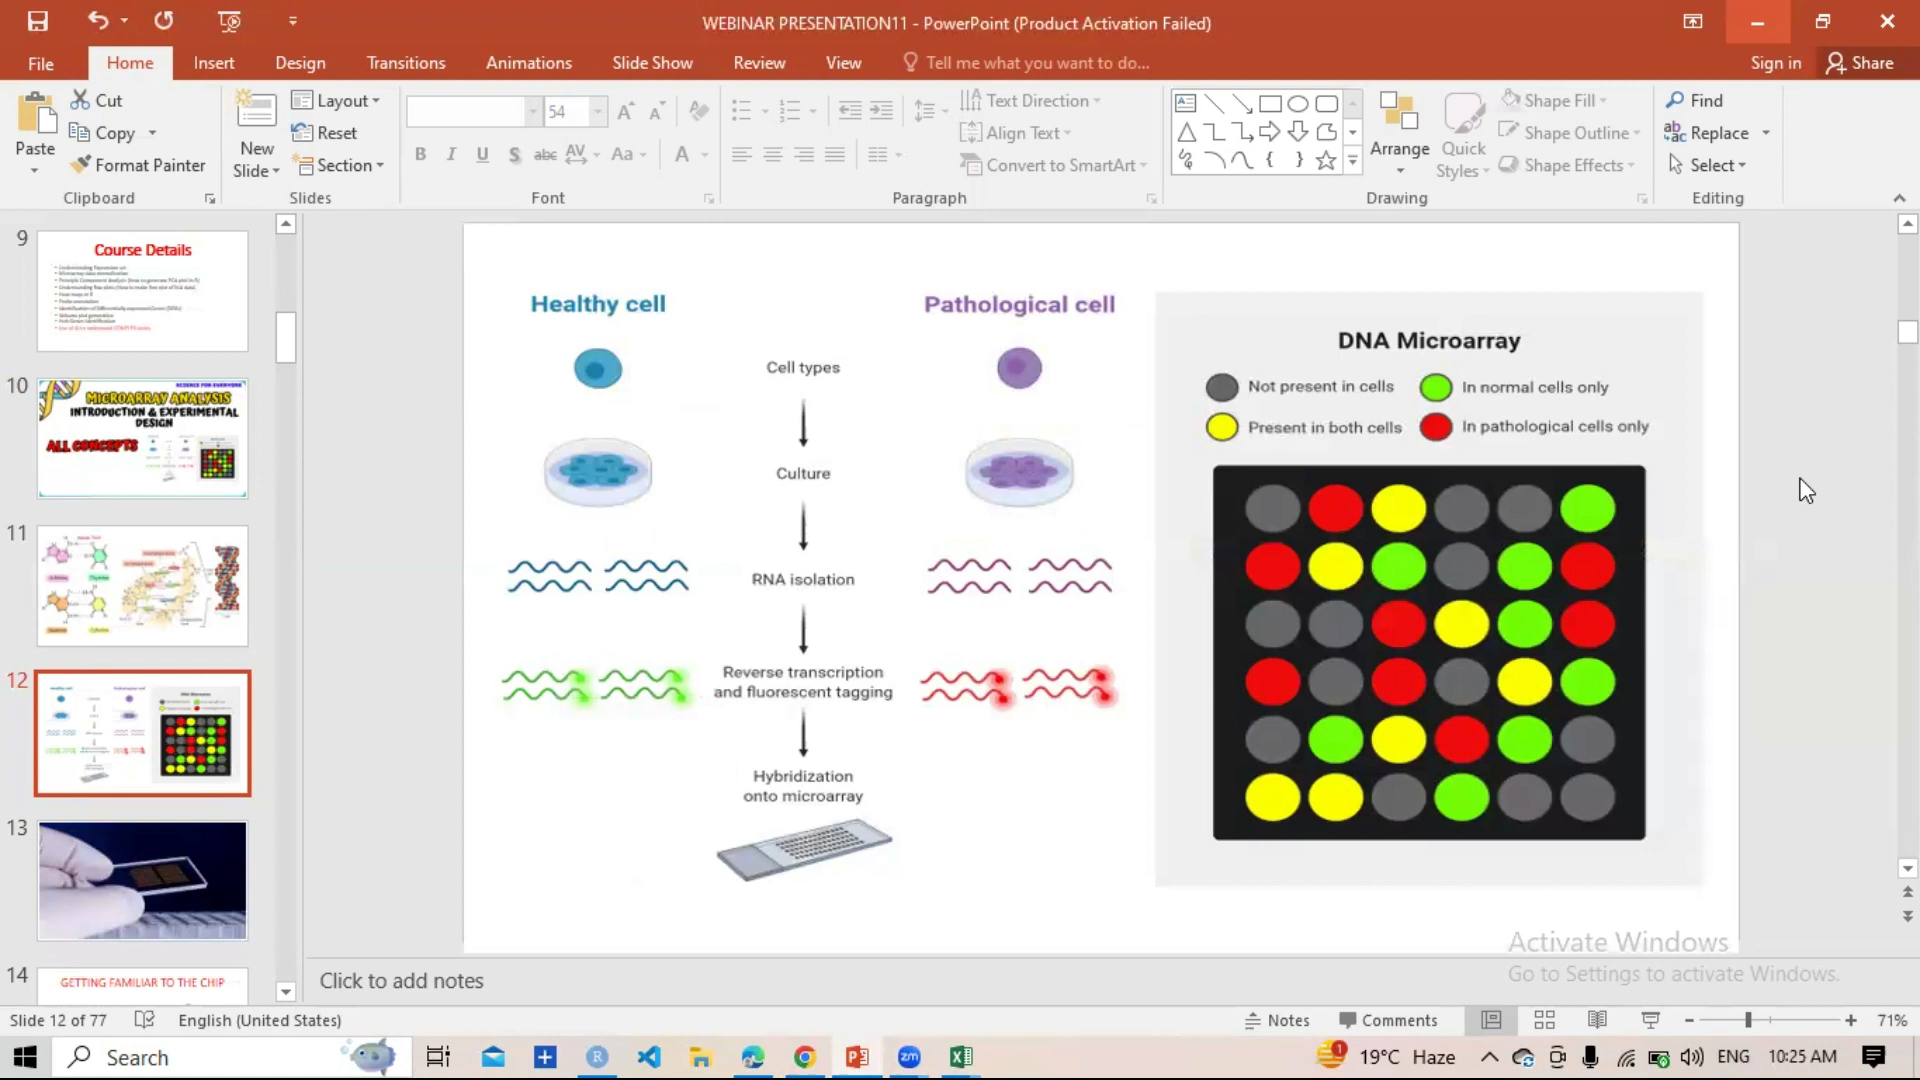 WEBINAR PRESENTATION11 - PowerPoint (Product Activation Failed)
File Home Insert Design Transitions Animations Slide Show Review View Tell me what you want to do... Sign in Share
Paste
Cut
Copy
Format Painter
Clipboard
New Slide
Layout
Reset
Section
Slides
54
B I U S abc AV Aa A
Font
Text Direction
Align Text
Convert to SmartArt
Paragraph
Arrange
Quick Styles
Shape Fill
Shape Outline
Shape Effects
Drawing
Find
Replace
Select
Editing
9
Course Details
10
SCIENCE FOR EVERYONE
MICROARRAY ANALYSIS
INTRODUCTION & EXPERIMENTAL
DESIGN
ALL CONCEPTS
11
12
13
14
GETTING FAMILIAR TO THE CHIP
Healthy cell
Pathological cell
Cell types
Culture
RNA isolation
Reverse transcription
and fluorescent tagging
Hybridization
onto microarray
DNA Microarray
Not present in cells
In normal cells only
Present in both cells
In pathological cells only
Activate Windows
Go to Settings to activate Windows.
Click to add notes
Slide 12 of 77 English (United States) Notes Comments 71%
Search 19°C Haze ENG 10:25 AM